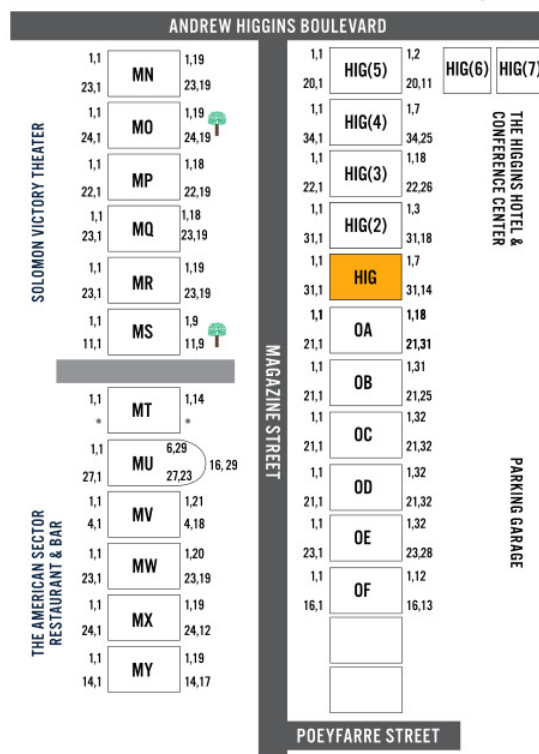 ANDREW HIGGINS BOULEVARD
SOLOMON VICTORY THEATER
1,1 MN 1,19
23,1 23,19
1,1 MO 1,19
24,1 24,19
1,1 MP 1,18
22,1 22,19
1,1 MQ 1,18
23,1 23,19
1,1 MR 1,19
23,1 23,19
1,1 MS 1,9
11,1 11,9
THE AMERICAN SECTOR
RESTAURANT & BAR
1,1 MT 1,14
* *
1,1 MU 6,29
16, 29
27,1 27,23
1,1 MV 1,21
4,1 4,18
1,1 MW 1,20
23,1 23,19
1,1 MX 1,19
24,1 24,12
1,1 MY 1,19
14,1 14,17
MAGAZINE STREET
1,1 HIG(5) 1,2
20,1 20,11
HIG(6) HIG(7)
1,1 HIG(4) 1,7
34,1 34,25
1,1 HIG(3) 1,18
22,1 22,26
1,1 HIG(2) 1,3
31,1 31,18
1,1 HIG 1,7
31,1 31,14
1,1 OA 1,18
21,1 21,31
1,1 OB 1,31
21,1 21,25
1,1 OC 1,32
21,1 21,32
1,1 OD 1,32
21,1 21,32
1,1 OE 1,32
23,1 23,28
1,1 OF 1,12
16,1 16,13
THE HIGGINS HOTEL &
CONFERENCE CENTER
PARKING GARAGE
POEYFARRE STREET